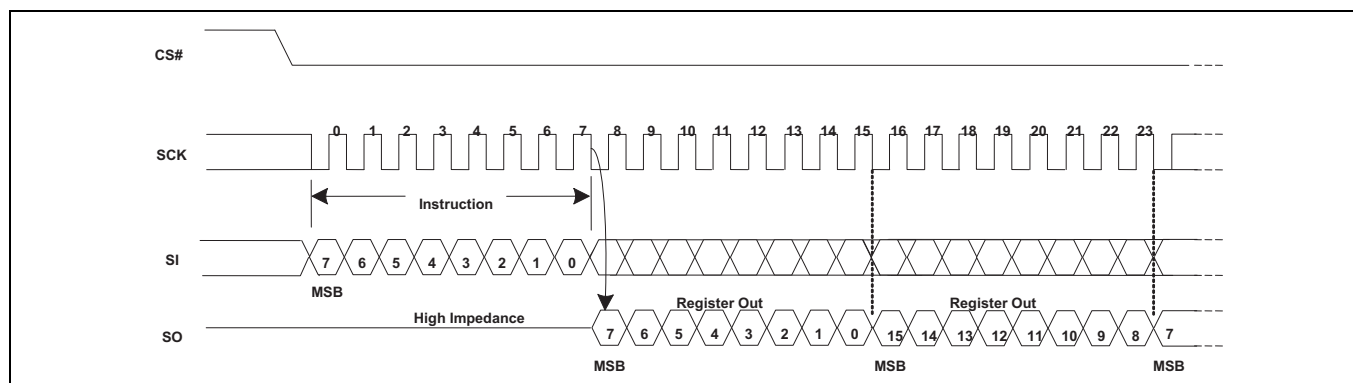 CS#
0 1 2 3 4 5 6 7 8 9 10 11 12 13 14 15 16 17 18 19 20 21 22 23
SCK
Instruction
SI
7 6 5 4 3 2 1 0
MSB
High Impedance
Register Out
Register Out
SO
7 6 5 4 3 2 1 0 15 14 13 12 11 10 9 8 7
MSB MSB MSB